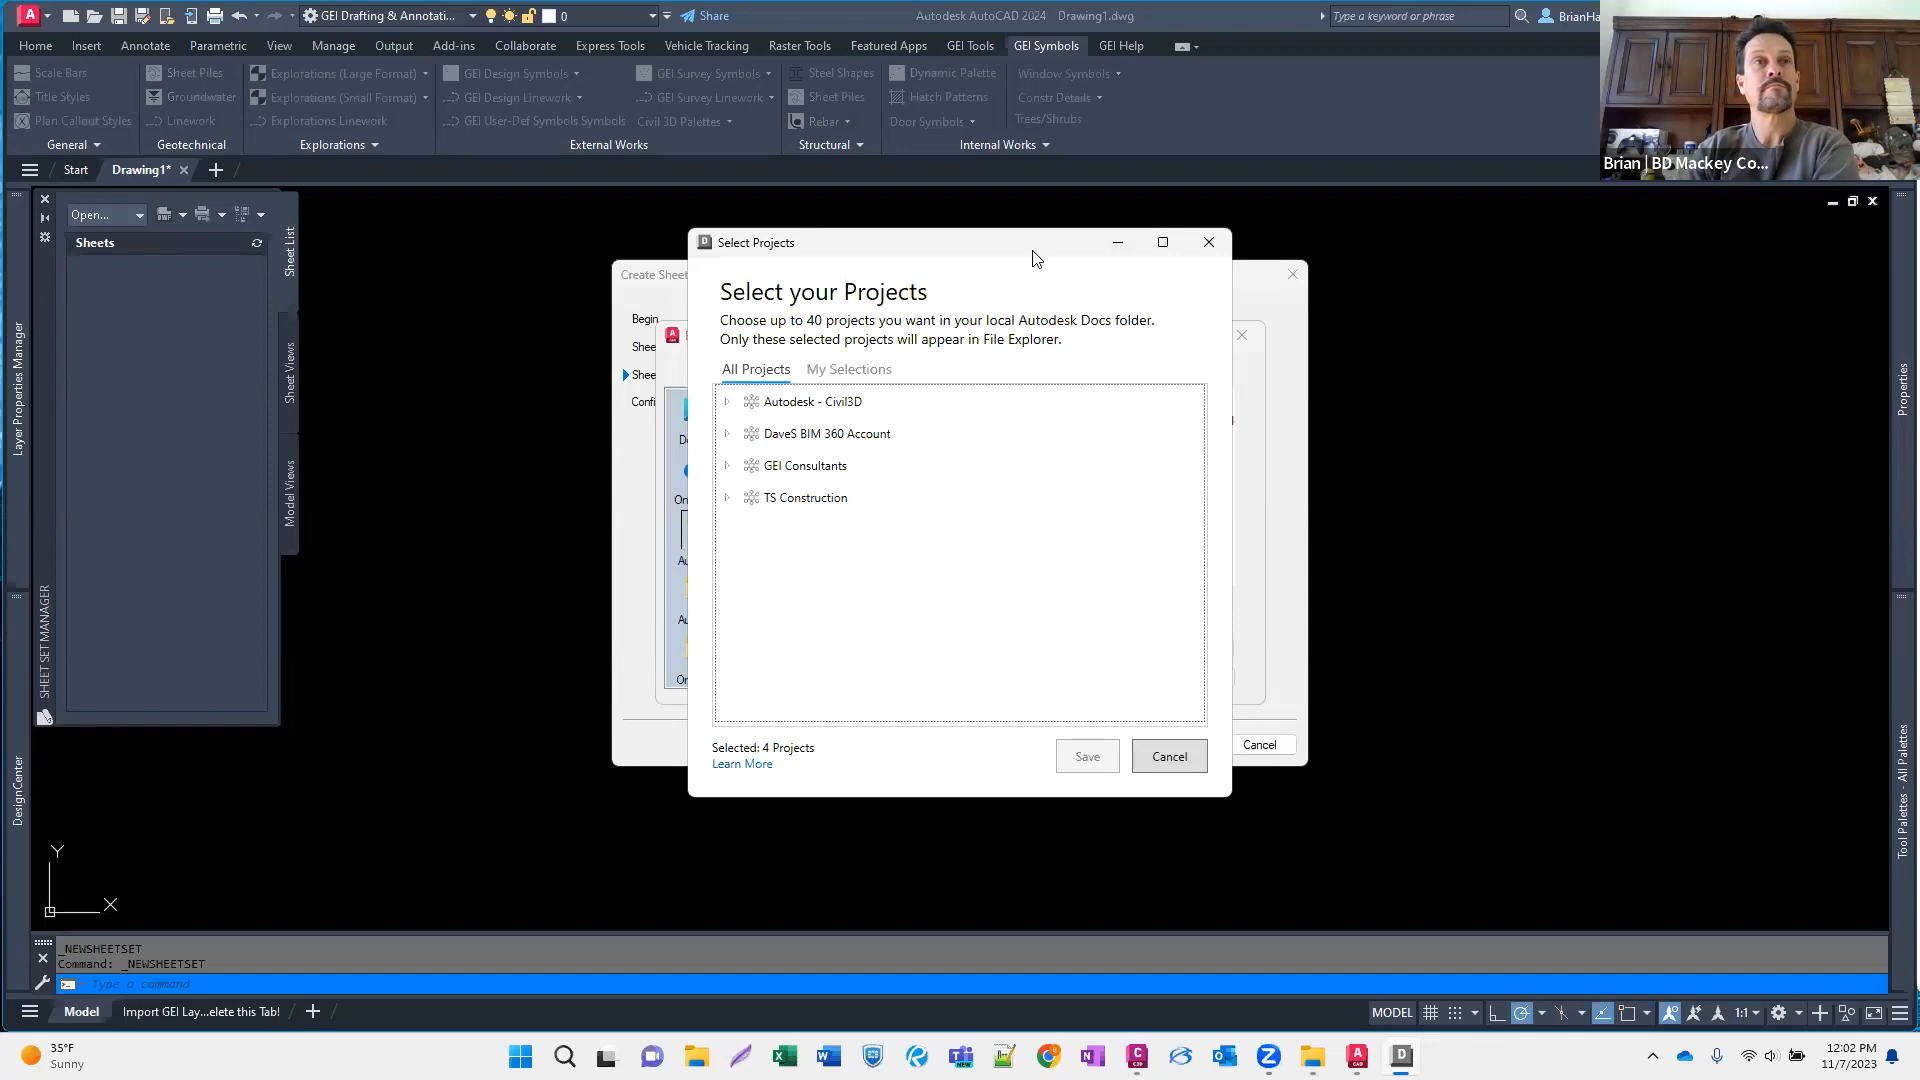 GEI Drafting & Annotati...
0
Share
Autodesk AutoCAD 2024 Drawing1.dwg
Type a keyword or phrase
BrianHa
Home Insert Annotate Parametric View Manage Output Add-ins Collaborate Express Tools Vehicle Tracking Raster Tools Featured Apps GEI Tools GEI Symbols GEI Help
Scale Bars Sheet Piles Explorations (Large Format) GEI Design Symbols GEI Survey Symbols Steel Shapes Dynamic Palette Window Symbols
Title Styles Groundwater Explorations (Small Format) GEI Design Linework GEI Survey Linework Sheet Piles Hatch Patterns Constr Details
Plan Callout Styles Linework Explorations Linework GEI User-Def Symbols Symbols Civil 3D Palettes Rebar Door Symbols Trees/Shrubs
General Geotechnical Explorations External Works Structural Internal Works
Brian | BD Mackey Co...
Start Drawing1*
Open...
Sheets
Sheet List
Sheet Views
Model Views
SHEET SET MANAGER
Layer Properties Manager
DesignCenter
Properties
Tool Palettes - All Palettes
Create Sheet
Begin
Shee
Shee
Confi
D
On
Au
Au
On
Cancel
Select Projects
Select your Projects
Choose up to 40 projects you want in your local Autodesk Docs folder.
Only these selected projects will appear in File Explorer.
All Projects My Selections
Autodesk - Civil3D
DaveS BIM 360 Account
GEI Consultants
TS Construction
Selected: 4 Projects
Learn More
Save Cancel
Y
X
_NEWSHEETSET
Command: _NEWSHEETSET
Type a command
Model Import GEI Lay...elete this Tab!
MODEL 1:1
35°F
Sunny
12:02 PM
11/7/2023